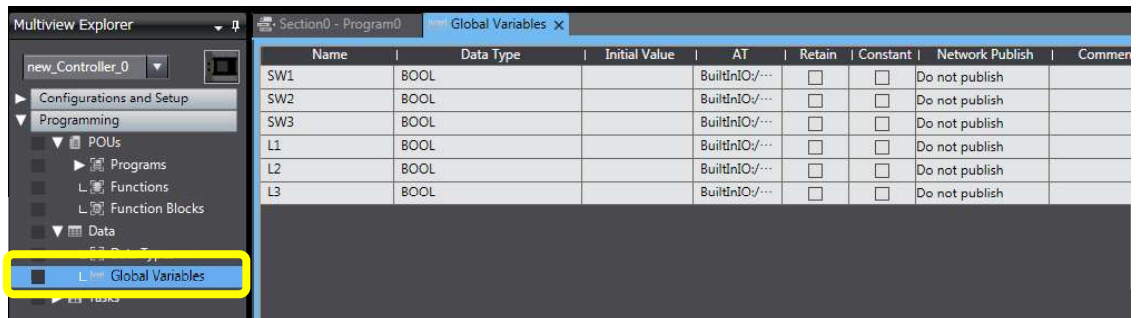 Multiview Explorer
new_Controller_0
Configurations and Setup
Programming
POUs
Programs
Functions
Function Blocks
Data
Global Variables
Section0 - Program0 Global Variables X
Name Data Type Initial Value AT Retain Constant Network Publish Commen
SW1 BOOL BuiltInIO:/··· Do not publish
SW2 BOOL BuiltInIO:/··· Do not publish
SW3 BOOL BuiltInIO:/··· Do not publish
L1 BOOL BuiltInIO:/··· Do not publish
L2 BOOL BuiltInIO:/··· Do not publish
L3 BOOL BuiltInIO:/··· Do not publish